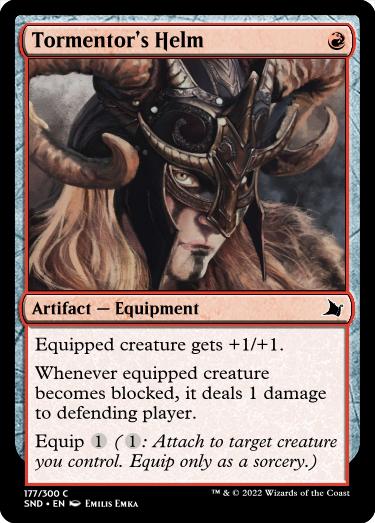 Tormentor's Helm
Artifact — Equipment
Equipped creature gets +1/+1.
Whenever equipped creature
becomes blocked, it deals 1 damage
to defending player.
Equip 1 (1: Attach to target creature
you control. Equip only as a sorcery.)
177/300 C
SND • EN Emilis Emka
™ & © 2022 Wizards of the Coast